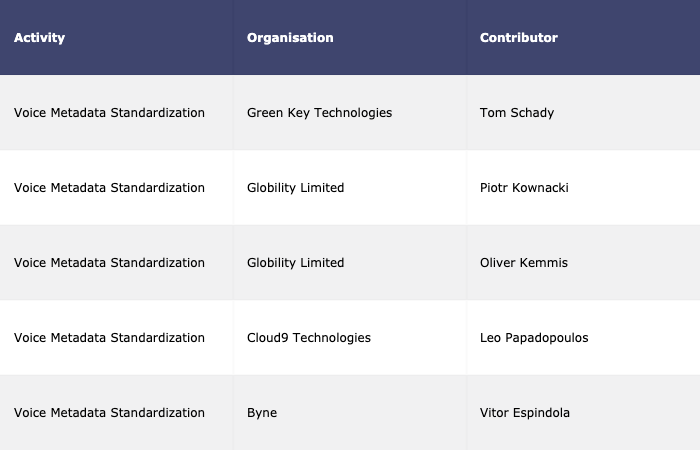 Activity Organisation Contributor
Voice Metadata Standardization Green Key Technologies Tom Schady
Voice Metadata Standardization Globility Limited Piotr Kownacki
Voice Metadata Standardization Globility Limited Oliver Kemmis
Voice Metadata Standardization Cloud9 Technologies Leo Papadopoulos
Voice Metadata Standardization Byne Vitor Espindola